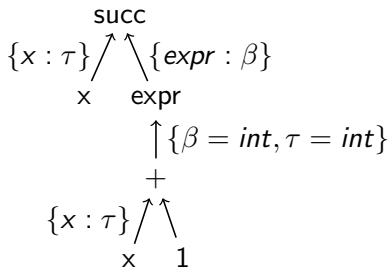 succ
{x : τ} {expr : β}
x expr
{β = int, τ = int}
+
{x : τ}
x 1